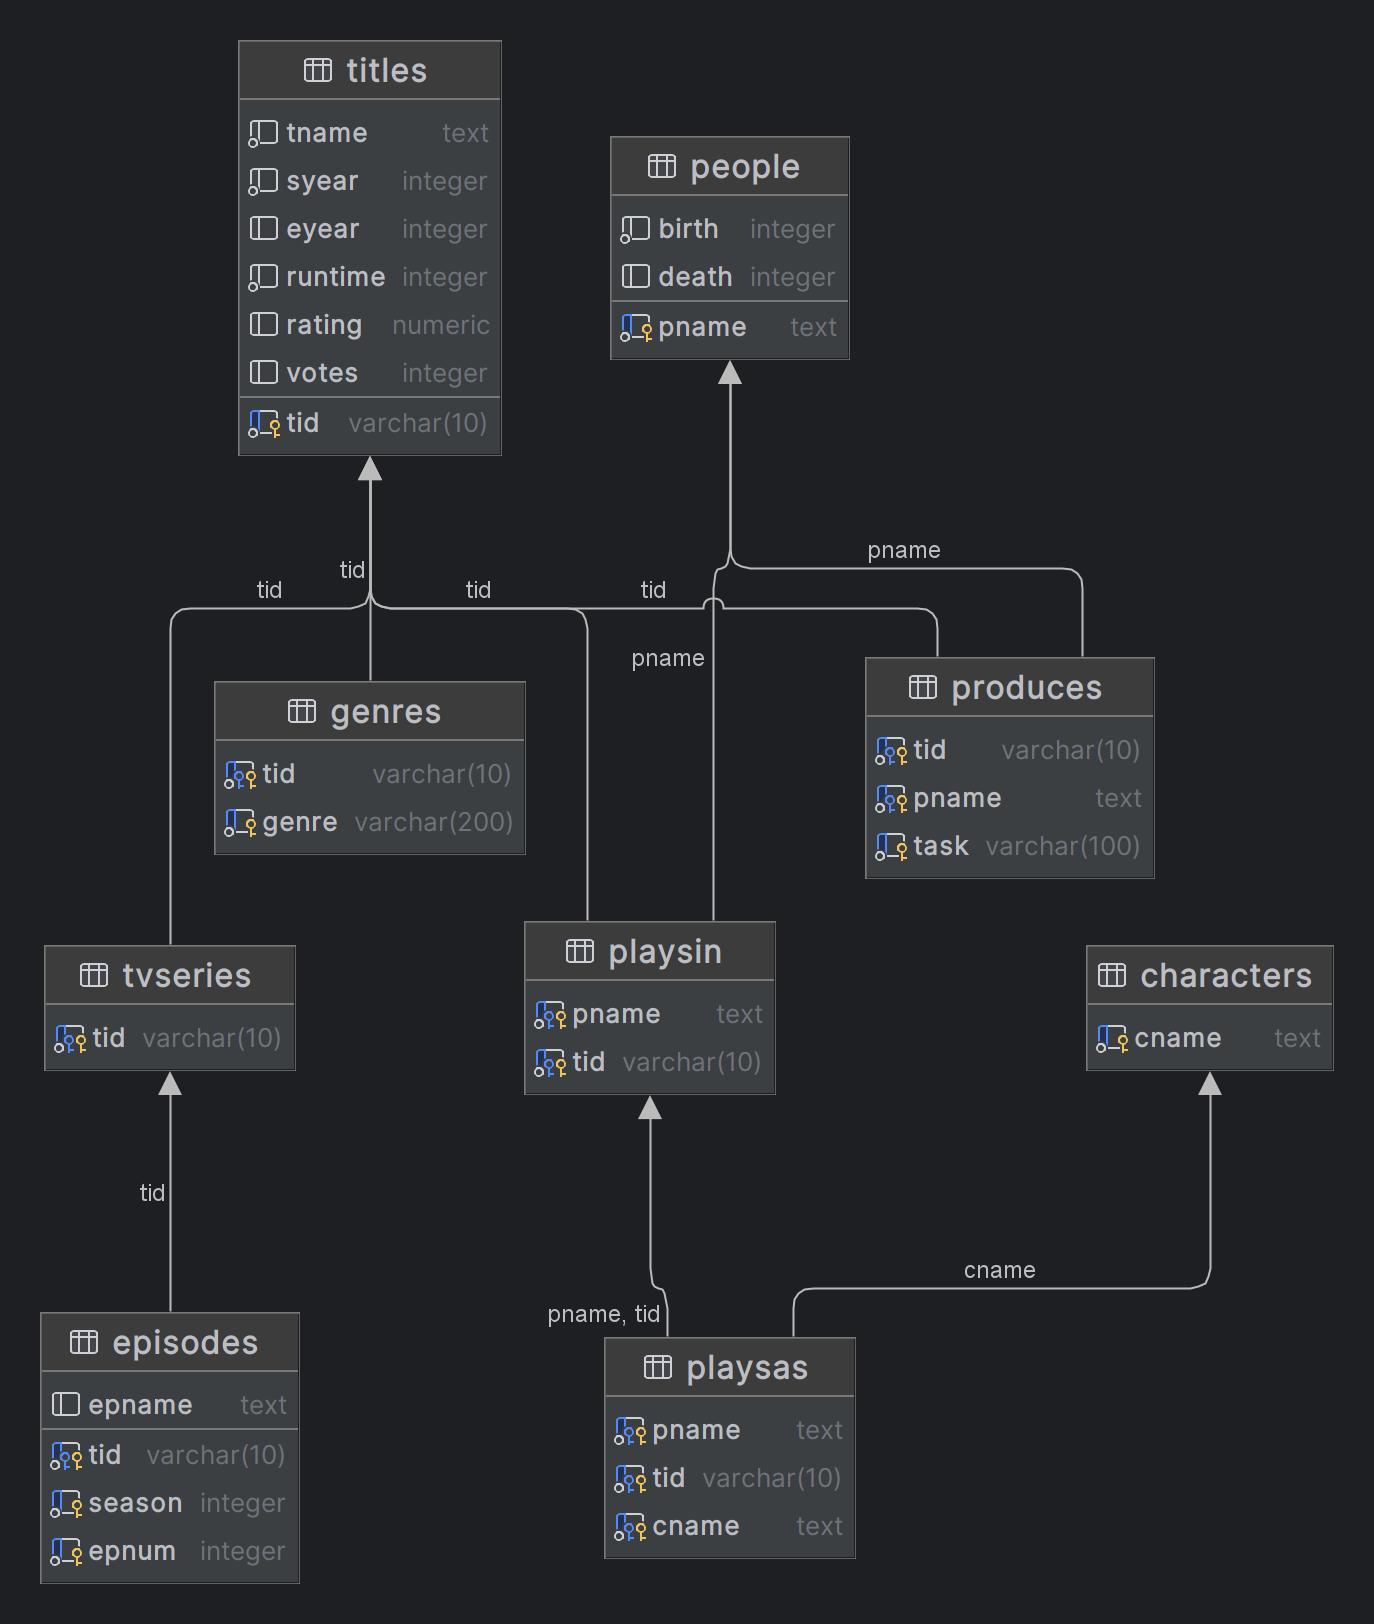 titles
tname text
syear integer
eyear integer
runtime integer
rating numeric
votes integer
tid varchar(10)
people
birth integer
death integer
pname text
pname
tid
tid
tid
tid
pname
genres
tid varchar(10)
genre varchar(200)
produces
tid varchar(10)
pname text
task varchar(100)
tvseries
tid varchar(10)
playsin
pname text
tid varchar(10)
characters
cname text
tid
cname
pname, tid
episodes
epname text
tid varchar(10)
season integer
epnum integer
playsas
pname text
tid varchar(10)
cname text